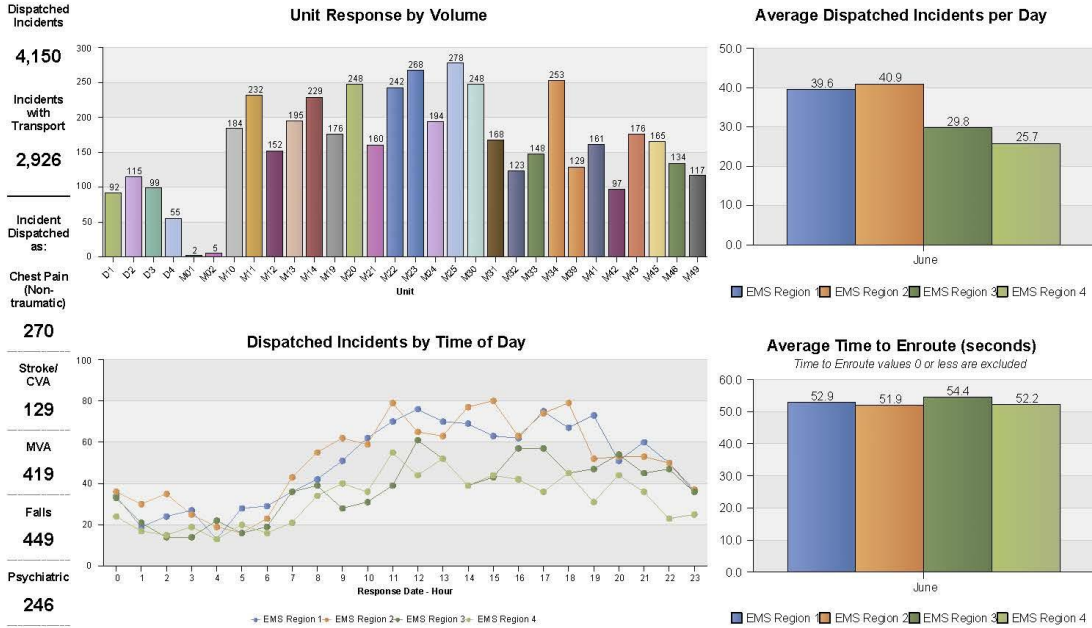 Dispatched
Incidents
4,150
Incidents
with
Transport
2,926
Incident
Dispatched
as:
Chest Pain
(Non-
traumatic)
270
Stroke/
CVA
129
MVA
419
Falls
449
Psychiatric
246
Unit Response by Volume
300
250
200
150
100
50
0
92
115
99
55
2
5
184
232
152
195
229
176
248
160
242
268
194
278
248
168
123
148
253
129
161
97
176
165
134
117
D1
D2
D3
D4
M01
M02
M10
M11
M12
M13
M14
M19
M20
M21
M22
M23
M24
M25
M30
M31
M32
M33
M34
M39
M41
M42
M43
M45
M46
M49
Unit
Dispatched Incidents by Time of Day
100
80
60
40
20
0
0 1 2 3 4 5 6 7 8 9 10 11 12 13 14 15 16 17 18 19 20 21 22 23
Response Date - Hour
EMS Region 1 EMS Region 2 EMS Region 3 EMS Region 4
Average Dispatched Incidents per Day
50.0
40.0
30.0
20.0
10.0
0.0
39.6
40.9
29.8
25.7
June
EMS Region 1 EMS Region 2 EMS Region 3 EMS Region 4
Average Time to Enroute (seconds)
Time to Enroute values 0 or less are excluded
60.0
50.0
40.0
30.0
20.0
10.0
0.0
52.9
51.9
54.4
52.2
June
EMS Region 1 EMS Region 2 EMS Region 3 EMS Region 4